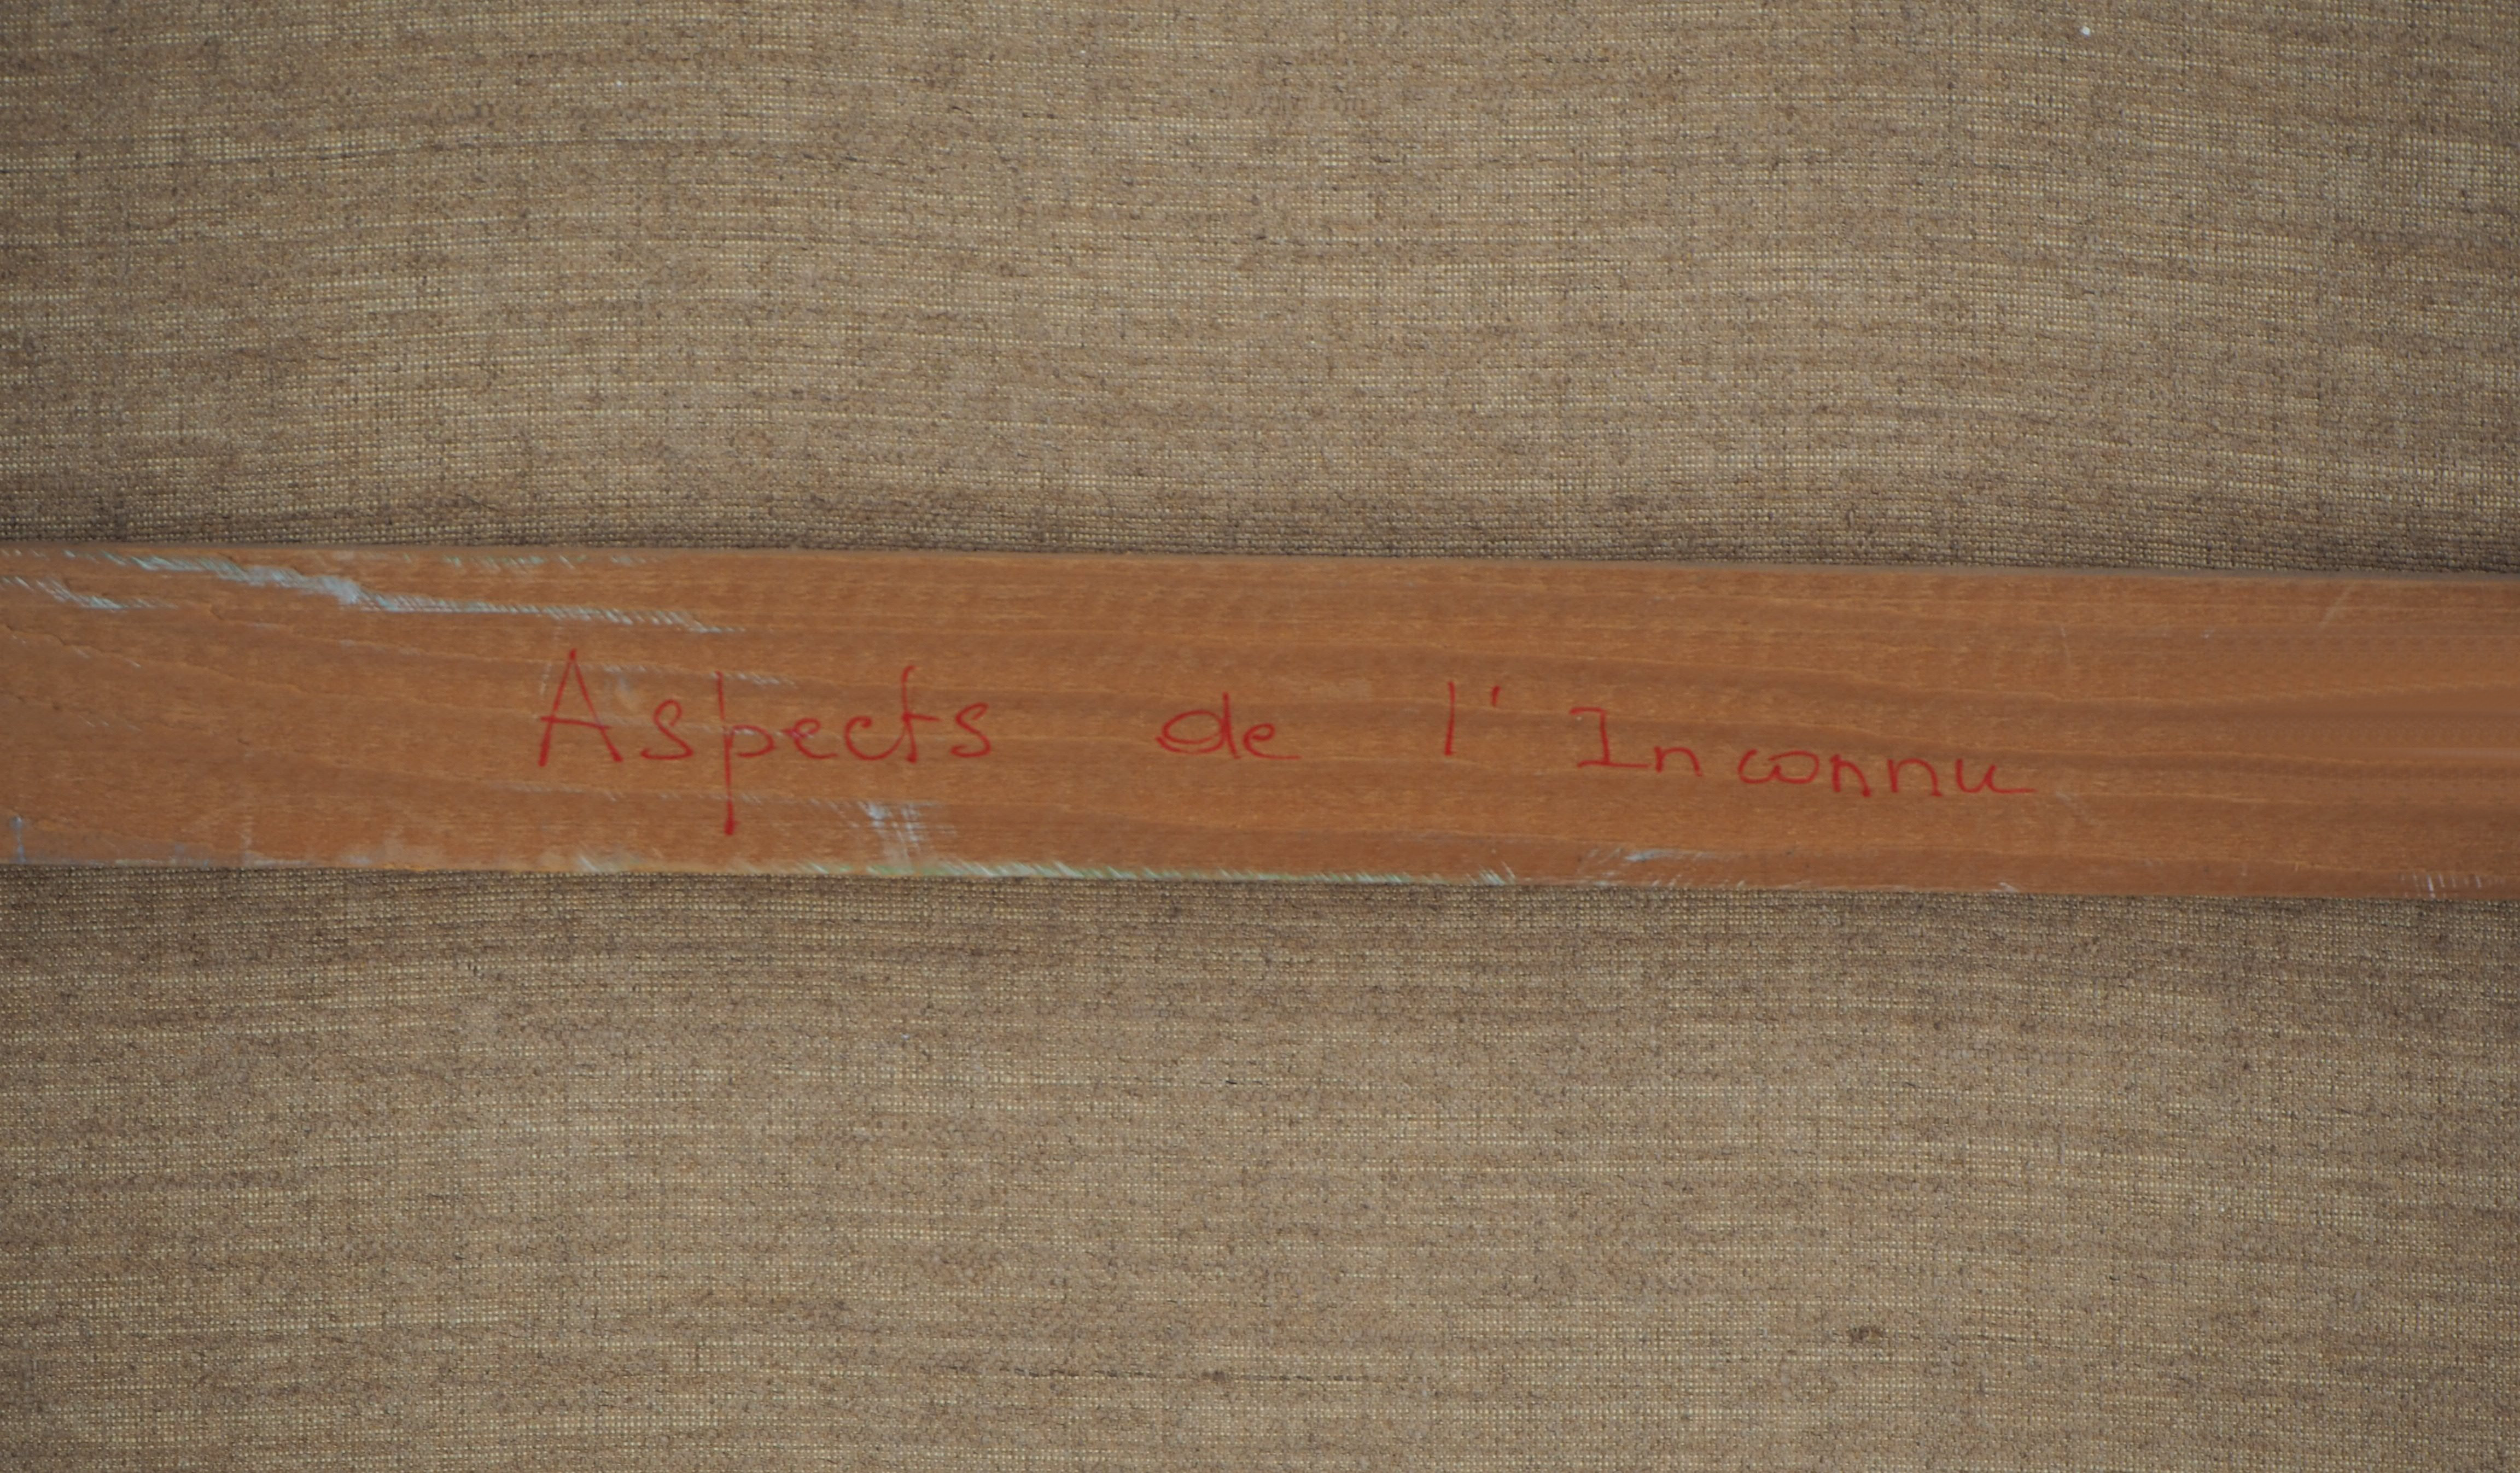 Aspects de l'Inconnu